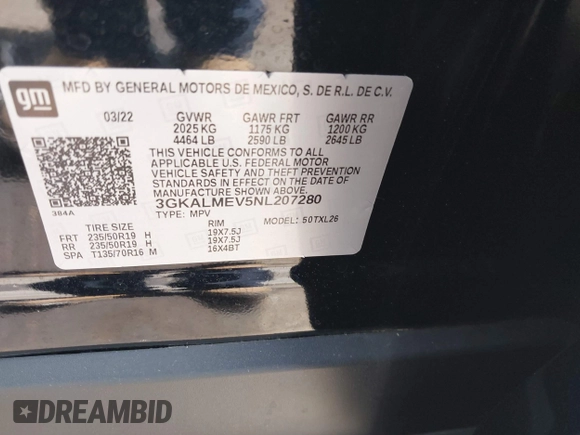 gm
MFD BY GENERAL MOTORS DE MEXICO, S. DE R.L. DE C.V.
03/22 GVWR GAWR FRT GAWR RR
2025 KG 1175 KG 1200 KG
4464 LB 2590 LB 2645 LB
THIS VEHICLE CONFORMS TO ALL
APPLICABLE U.S. FEDERAL MOTOR
VEHICLE SAFETY AND THEFT PREVENTION
STANDARDS IN EFFECT ON THE DATE OF
MANUFACTURE SHOWN ABOVE.
384A 3GKALMEV5NL207280
TYPE: MPV MODEL: 50TXL26
TIRE SIZE RIM
FRT 235/50R19 H 19X7.5J
RR 235/50R19 H 19X7.5J
SPA T135/70R16 M 16X4BT
DREAMBID